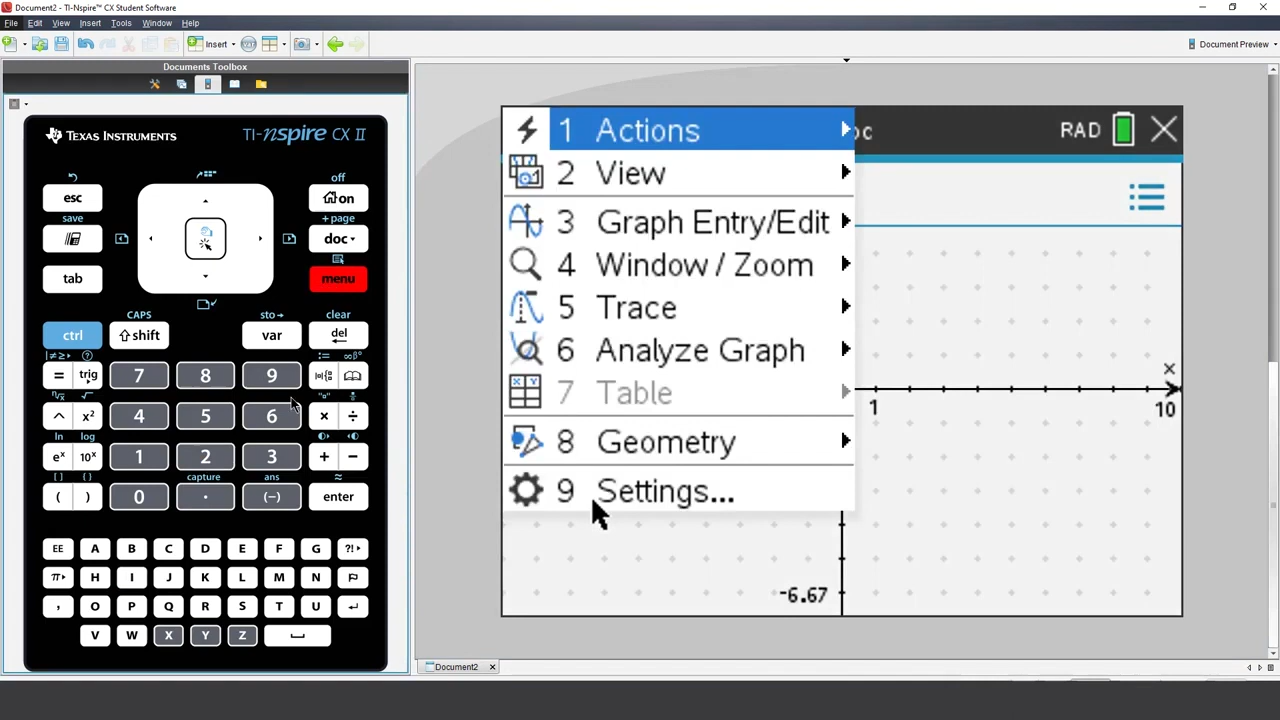 Document2 - TI-Nspire™ CX Student Software
File Edit View Insert Tools Window Help
Insert
Document Preview
Documents Toolbox
TEXAS INSTRUMENTS TI-nspire CX II
off
esc on
save + page
doc
tab menu
CAPS sto→ clear
ctrl shift var del
|≠≥▸ ? := ∞β°
= trig 7 8 9
√ "□"
^ x² 4 5 6 × ÷
ln log
eˣ 10ˣ 1 2 3 + −
[ ] { } capture ans ≈
( ) 0 . (−) enter
EE A B C D E F G ?!▸
π▸ H I J K L M N
, O P Q R S T U
V W X Y Z
1 Actions
2 View
3 Graph Entry/Edit
4 Window / Zoom
5 Trace
6 Analyze Graph
7 Table
8 Geometry
9 Settings...
oc RAD
x
1 10
-6.67
Document2